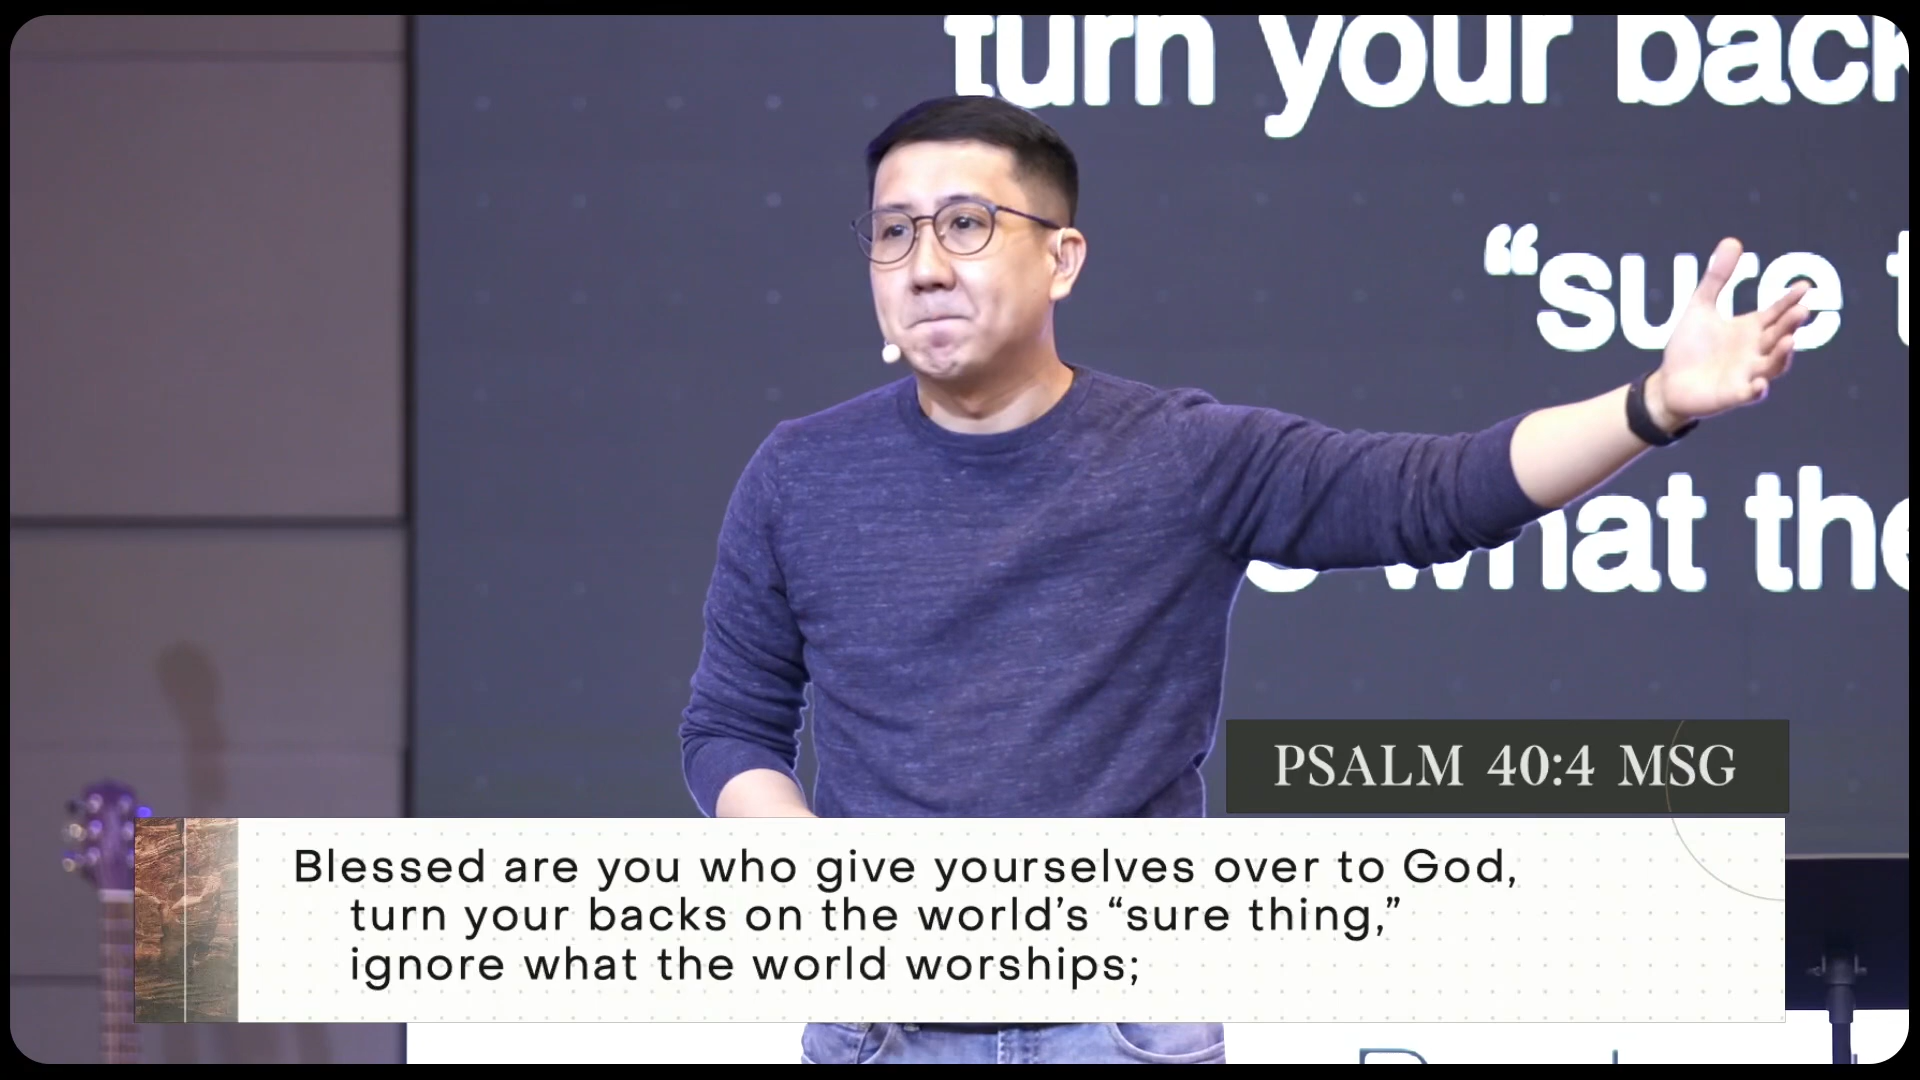 turn your back
“sure t
what the
PSALM 40:4 MSG
Blessed are you who give yourselves over to God,
turn your backs on the world’s “sure thing,”
ignore what the world worships;